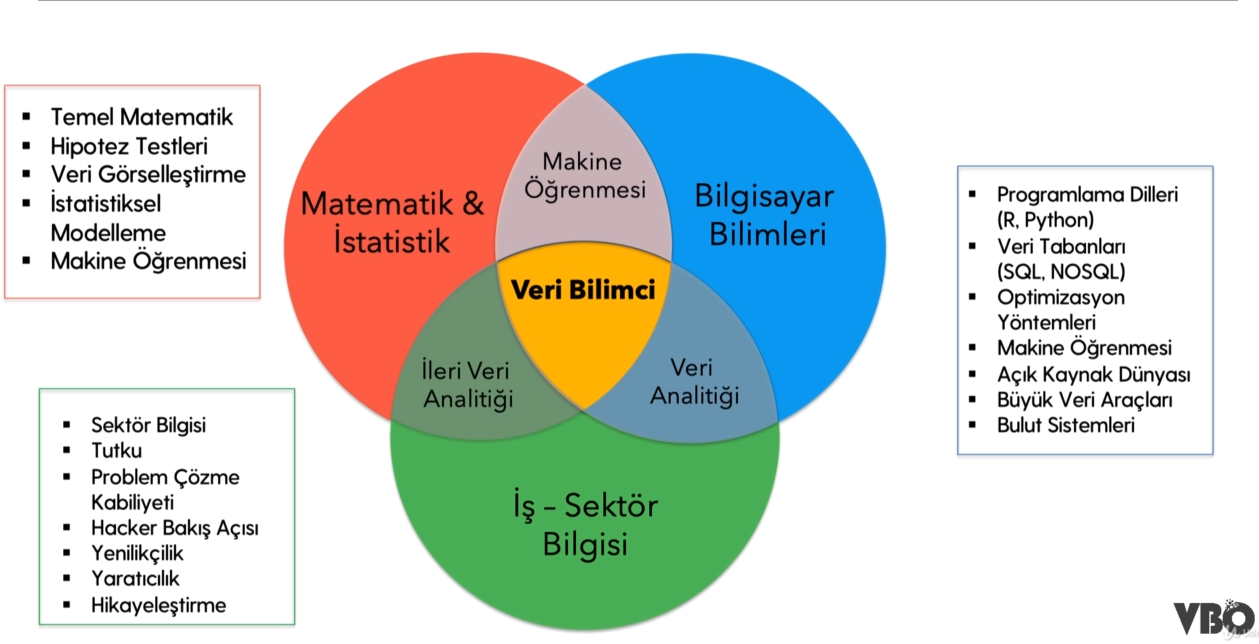 ▪ Temel Matematik
▪ Hipotez Testleri
▪ Veri Görselleştirme
▪ İstatistiksel
Modelleme
▪ Makine Öğrenmesi
Matematik &
İstatistik
Makine
Öğrenmesi
Bilgisayar
Bilimleri
Veri Bilimci
İleri Veri
Analitiği
Veri
Analitiği
İş – Sektör
Bilgisi
▪ Programlama Dilleri
(R, Python)
▪ Veri Tabanları
(SQL, NOSQL)
▪ Optimizasyon
Yöntemleri
▪ Makine Öğrenmesi
▪ Açık Kaynak Dünyası
▪ Büyük Veri Araçları
▪ Bulut Sistemleri
▪ Sektör Bilgisi
▪ Tutku
▪ Problem Çözme
Kabiliyeti
▪ Hacker Bakış Açısı
▪ Yenilikçilik
▪ Yaratıcılık
▪ Hikayeleştirme
VBO